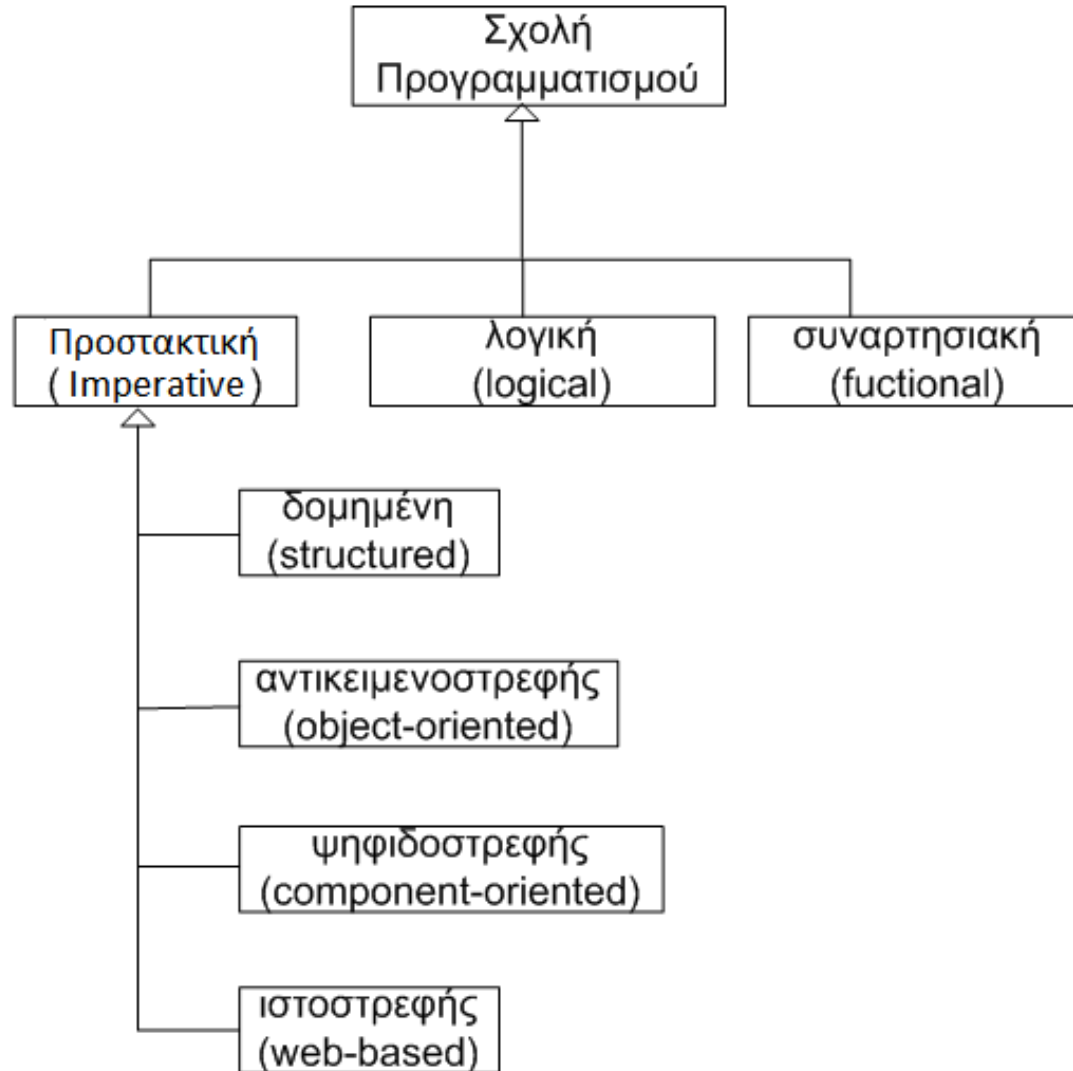 Σχολή
Προγραμματισμού
Προστακτική
( Imperative )
λογική
(logical)
συναρτησιακή
(fuctional)
δομημένη
(structured)
αντικειμενοστρεφής
(object-oriented)
ψηφιδοστρεφής
(component-oriented)
ιστοστρεφής
(web-based)